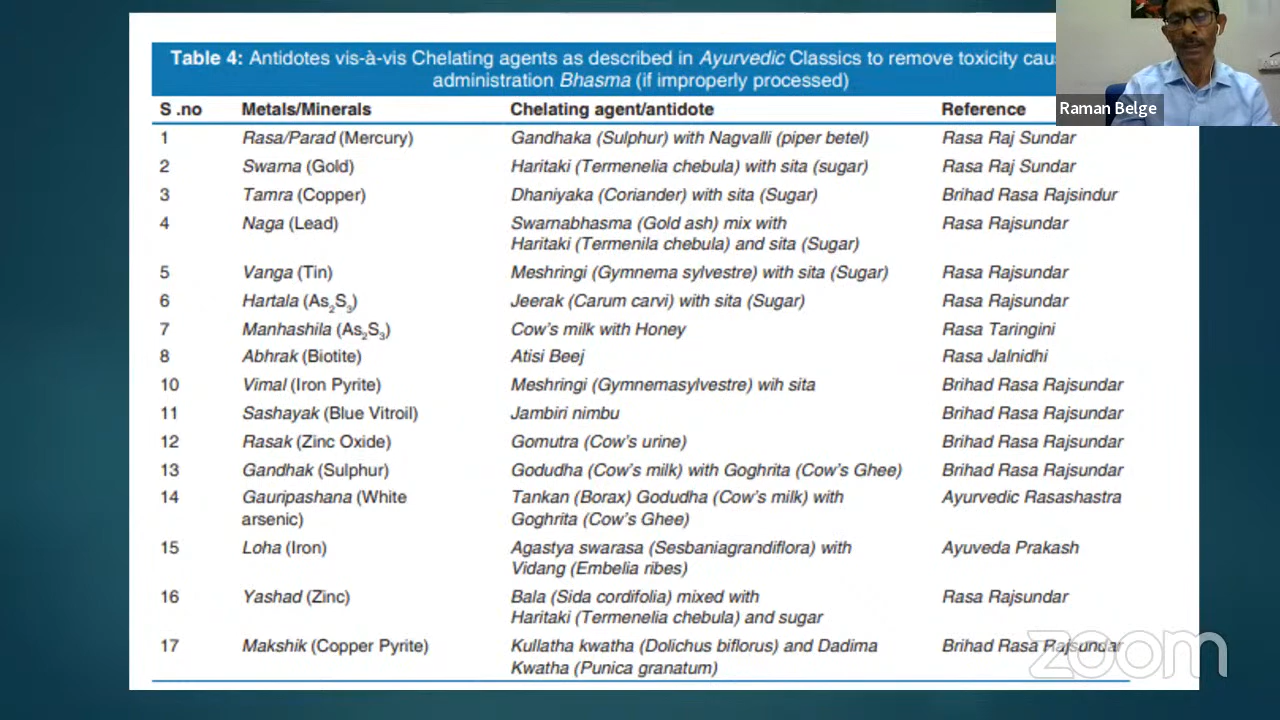 Table 4: Antidotes vis-à-vis Chelating agents as described in Ayurvedic Classics to remove toxicity
administration Bhasma (if improperly processed)
S .no Metals/Minerals Chelating agent/antidote Reference
1 Rasa/Parad (Mercury) Gandhaka (Sulphur) with Nagvalli (piper betel) Rasa Raj Sundar
2 Swarna (Gold) Haritaki (Termenelia chebula) with sita (sugar) Rasa Raj Sundar
3 Tamra (Copper) Dhaniyaka (Coriander) with sita (Sugar) Brihad Rasa Rajsindur
4 Naga (Lead) Swarnabhasma (Gold ash) mix with Rasa Rajsundar
Haritaki (Termenila chebula) and sita (Sugar)
5 Vanga (Tin) Meshringi (Gymnema sylvestre) with sita (Sugar) Rasa Rajsundar
6 Hartala (As₂S₃) Jeerak (Carum carvi) with sita (Sugar) Rasa Rajsundar
7 Manhashila (As₂S₃) Cow's milk with Honey Rasa Taringini
8 Abhrak (Biotite) Atisi Beej Rasa Jalnidhi
10 Vimal (Iron Pyrite) Meshringi (Gymnemasylvestre) wih sita Brihad Rasa Rajsundar
11 Sashayak (Blue Vitroil) Jambiri nimbu Brihad Rasa Rajsundar
12 Rasak (Zinc Oxide) Gomutra (Cow's urine) Brihad Rasa Rajsundar
13 Gandhak (Sulphur) Godudha (Cow's milk) with Goghrita (Cow's Ghee) Brihad Rasa Rajsundar
14 Gauripashana (White Tankan (Borax) Godudha (Cow's milk) with Ayurvedic Rasashastra
arsenic) Goghrita (Cow's Ghee)
15 Loha (Iron) Agastya swarasa (Sesbaniagrandiflora) with Ayuveda Prakash
Vidang (Embelia ribes)
16 Yashad (Zinc) Bala (Sida cordifolia) mixed with Rasa Rajsundar
Haritaki (Termenelia chebula) and sugar
17 Makshik (Copper Pyrite) Kullatha kwatha (Dolichus biflorus) and Dadima Brihad Rasa Rajsundar
Kwatha (Punica granatum)
Raman Belge
zoom